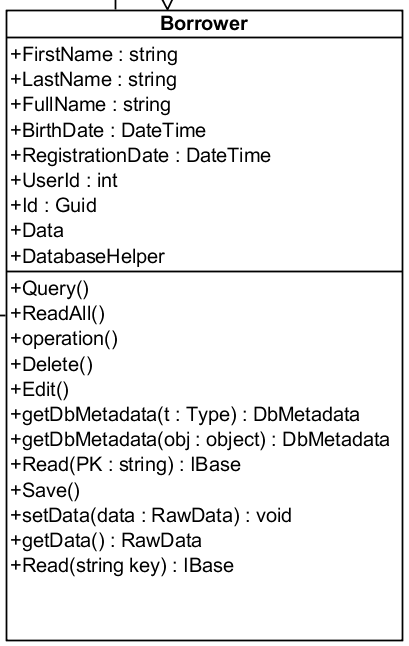 Borrower
+FirstName : string
+LastName : string
+FullName : string
+BirthDate : DateTime
+RegistrationDate : DateTime
+UserId : int
+Id : Guid
+Data
+DatabaseHelper
+Query()
+ReadAll()
+operation()
+Delete()
+Edit()
+getDbMetadata(t : Type) : DbMetadata
+getDbMetadata(obj : object) : DbMetadata
+Read(PK : string) : IBase
+Save()
+setData(data : RawData) : void
+getData() : RawData
+Read(string key) : IBase